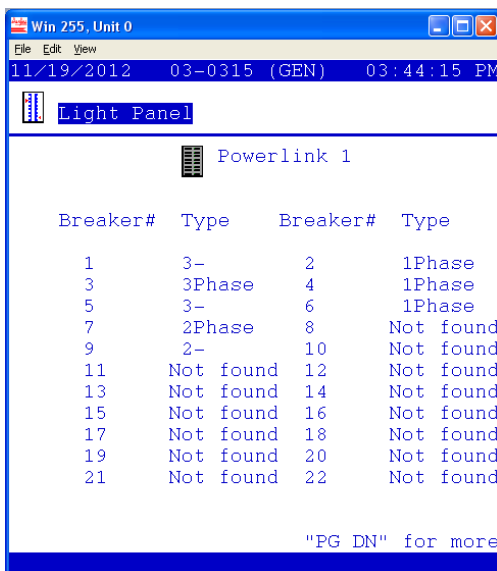 Win 255, Unit 0
File Edit View
11/19/2012 03-0315 (GEN) 03:44:15 PM
Light Panel
Powerlink 1
Breaker# Type Breaker# Type
1 3- 2 1Phase
3 3Phase 4 1Phase
5 3- 6 1Phase
7 2Phase 8 Not found
9 2- 10 Not found
11 Not found 12 Not found
13 Not found 14 Not found
15 Not found 16 Not found
17 Not found 18 Not found
19 Not found 20 Not found
21 Not found 22 Not found
"PG DN" for more